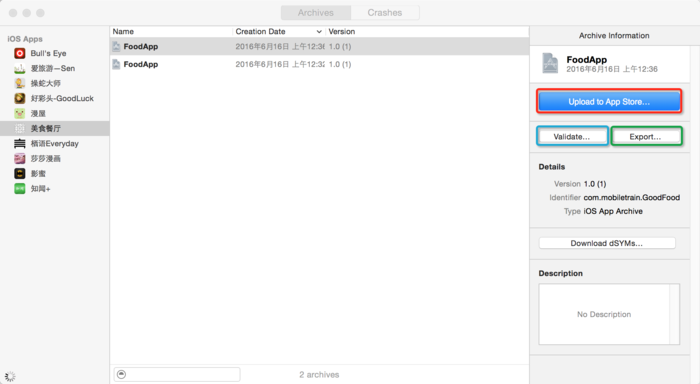 Archives Crashes
iOS Apps
Bull's Eye
爱旅游—Sen
操蛇大师
好彩头-GoodLuck
漫屋
美食餐厅
栖语Everyday
莎莎漫画
影蜜
知闻+
Name Creation Date Version
FoodApp 2016年6月16日 上午12:36 1.0 (1)
FoodApp 2016年6月16日 上午12:32 1.0 (1)
2 archives
Archive Information
FoodApp
2016年6月16日 上午12:36
Upload to App Store...
Validate... Export...
Details
Version 1.0 (1)
Identifier com.mobiletrain.GoodFood
Type iOS App Archive
Download dSYMs...
Description
No Description